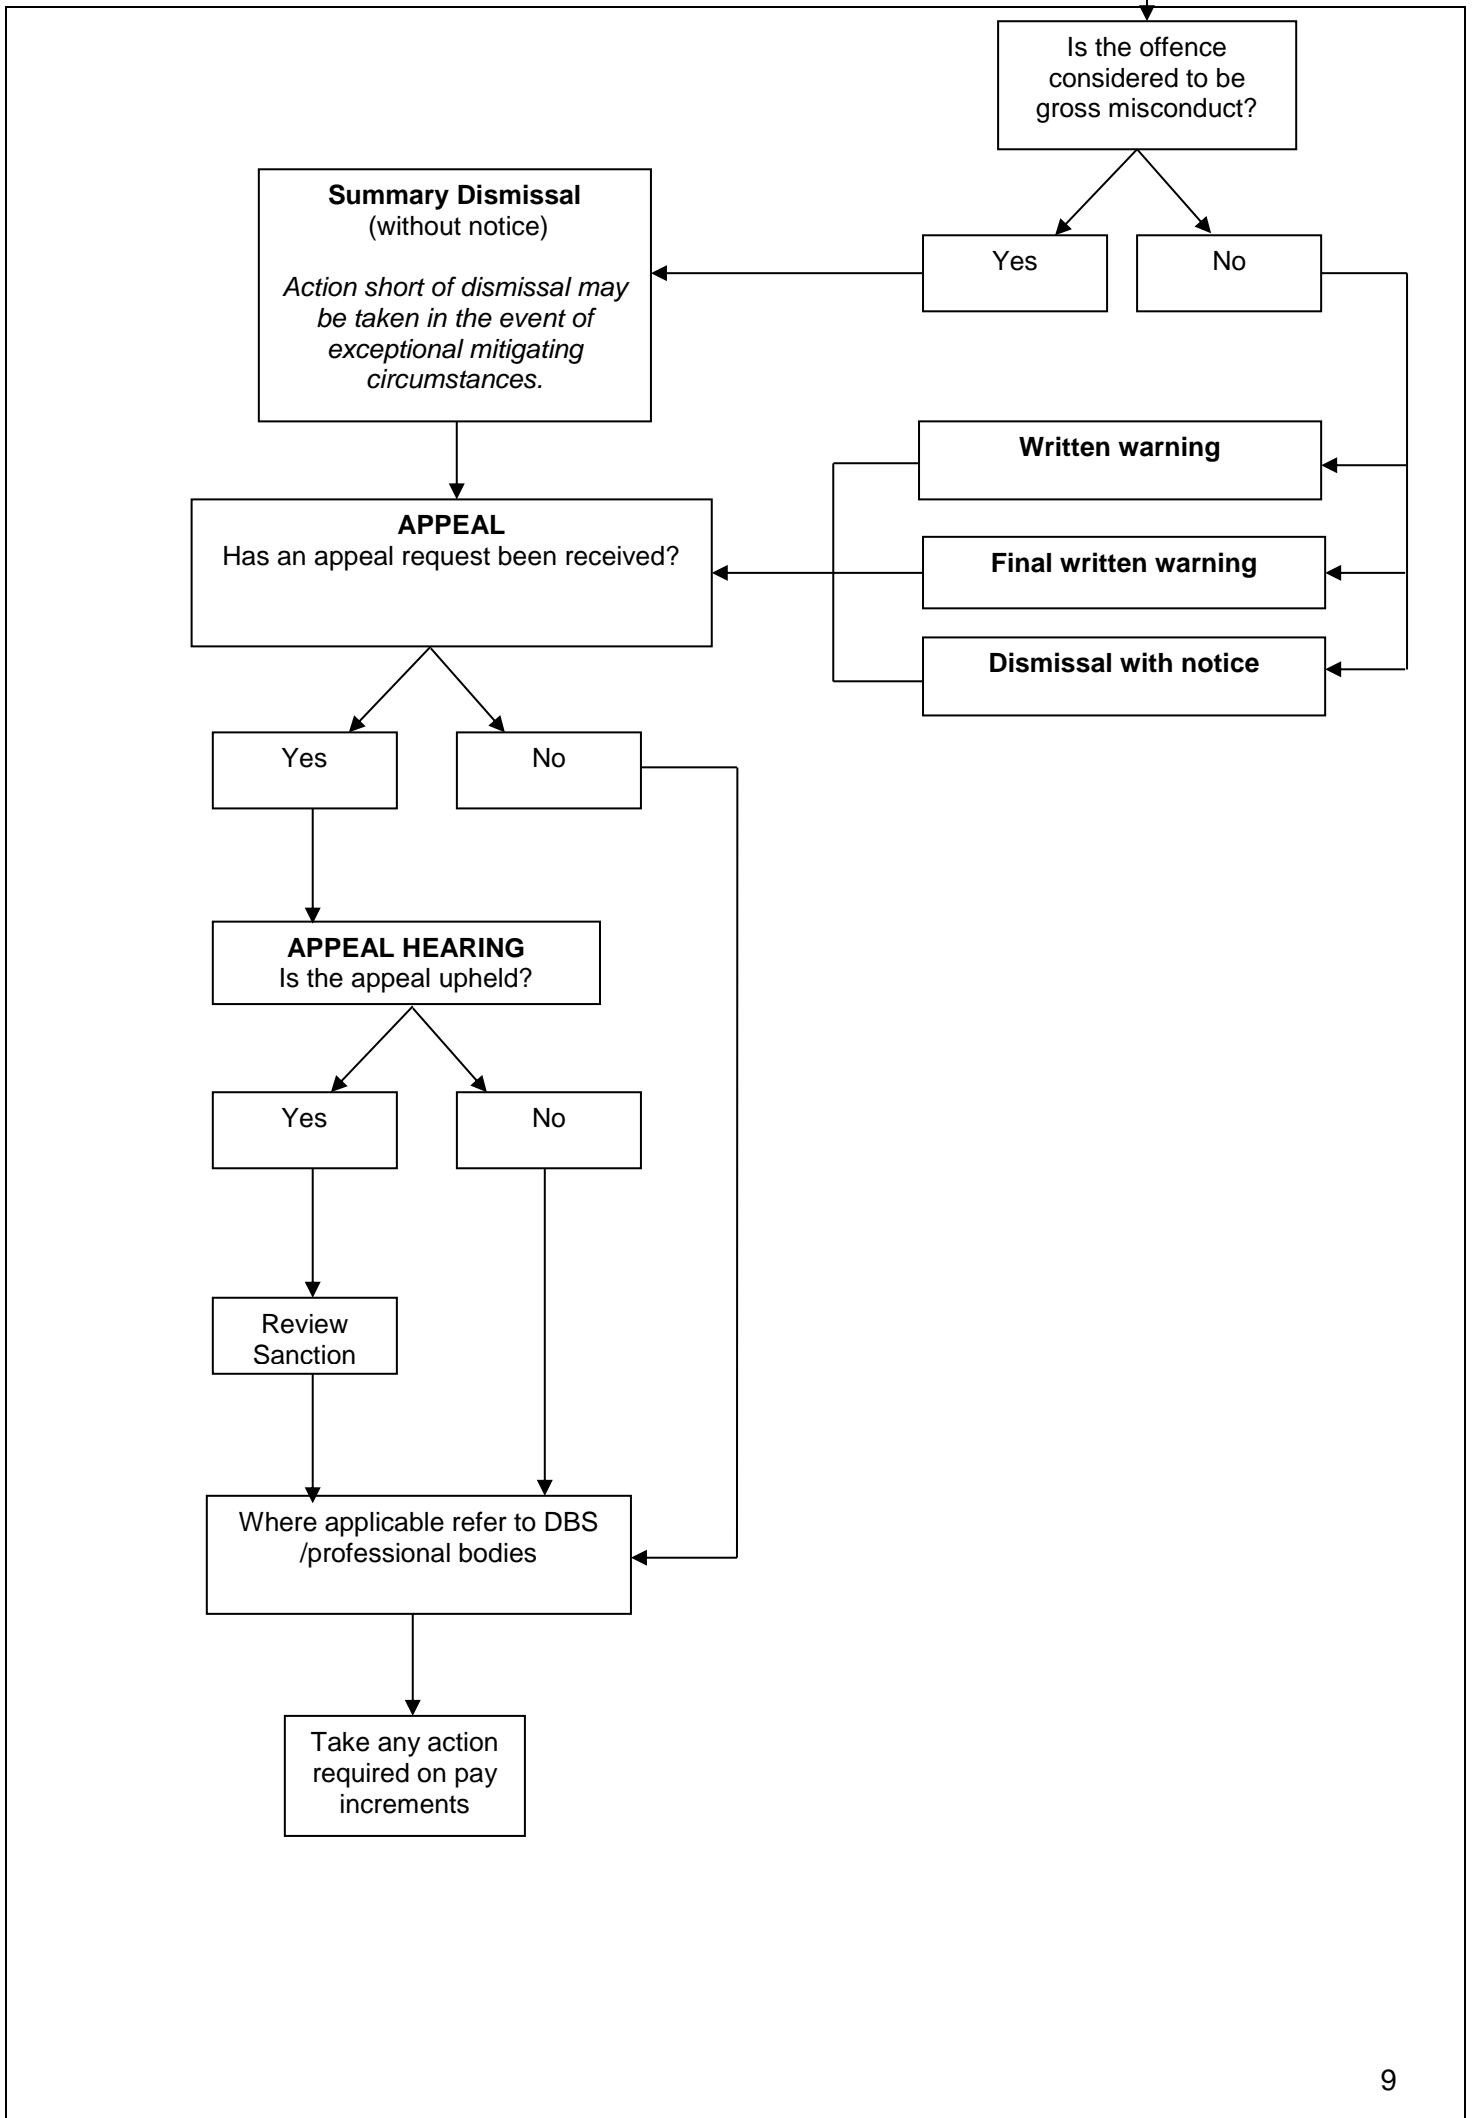 Is the offence
considered to be
gross misconduct?
Summary Dismissal
(without notice)
Action short of dismissal may
be taken in the event of
exceptional mitigating
circumstances.
Yes
No
Written warning
APPEAL
Has an appeal request been received?
Final written warning
Dismissal with notice
Yes
No
APPEAL HEARING
Is the appeal upheld?
Yes
No
Review
Sanction
Where applicable refer to DBS
/professional bodies
Take any action
required on pay
increments
9